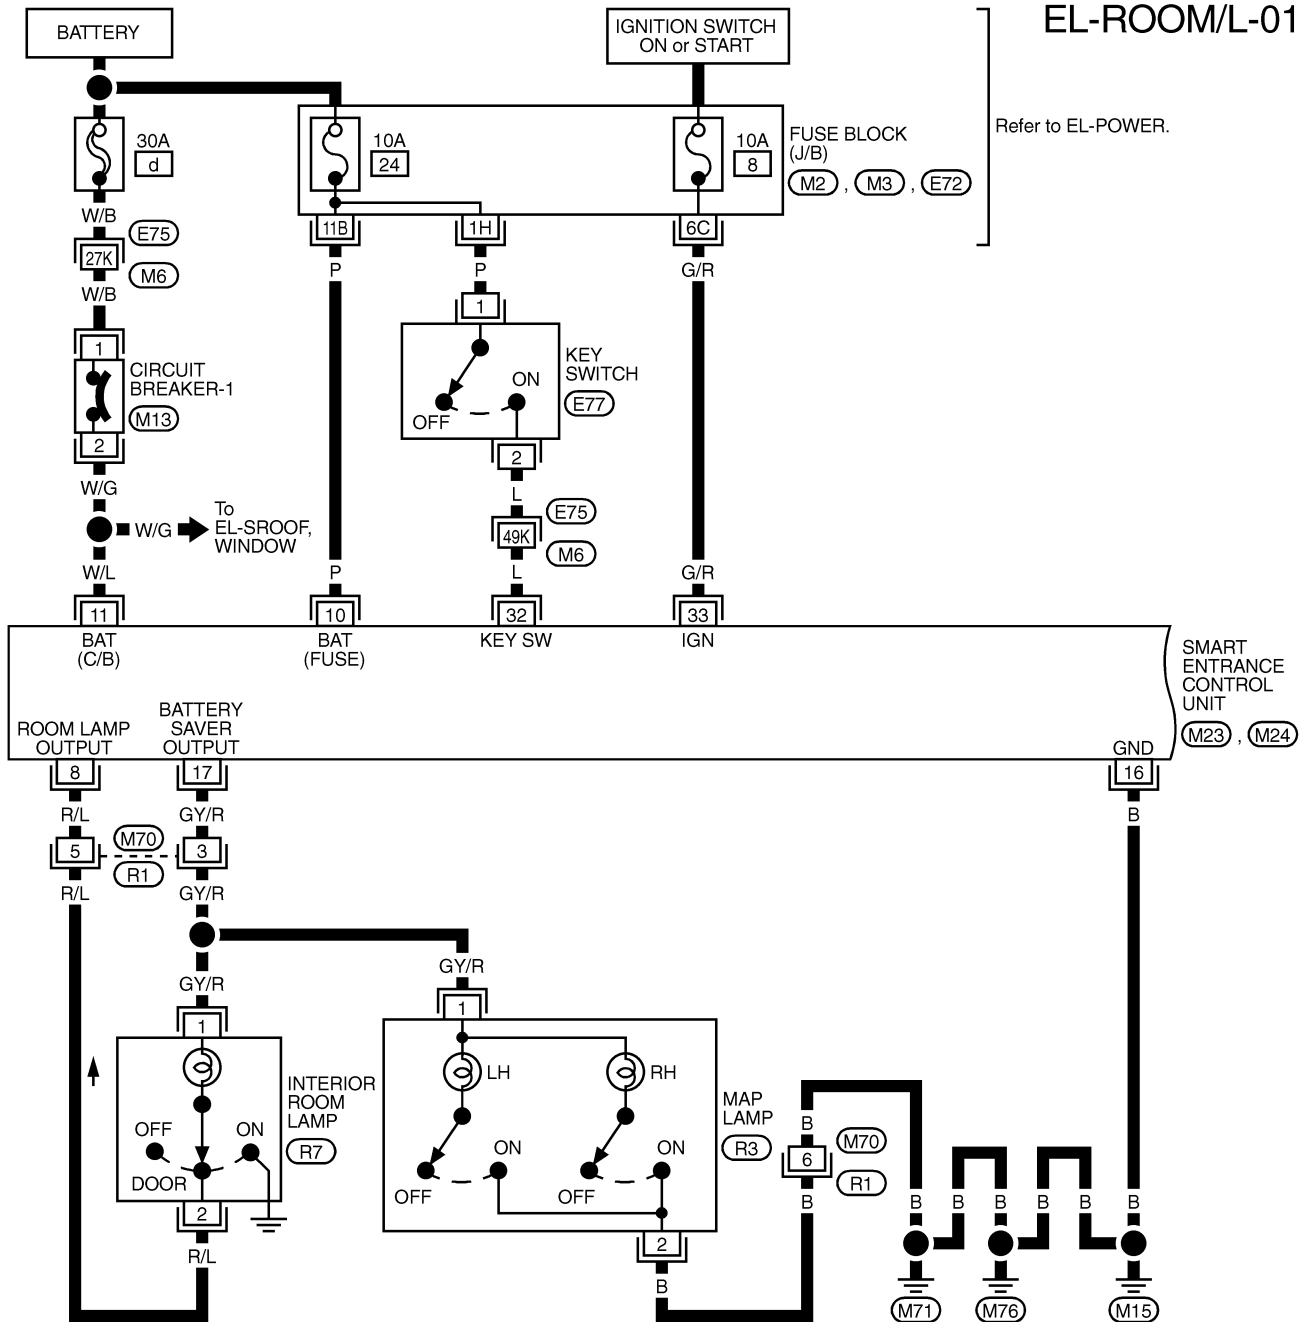 EL-ROOM/L-01
BATTERY
IGNITION SWITCH
ON or START
Refer to EL-POWER.
30A
d
10A
24
10A
8
FUSE BLOCK
(J/B)
M2 , M3 , E72
W/B
E75
11B
1H
6C
27K
M6
P
P
G/R
W/B
1
1
CIRCUIT
BREAKER-1
M13
KEY
SWITCH
E77
ON
OFF
2
2
W/G
L
To
EL-SROOF,
WINDOW
W/G
E75
49K
M6
W/L
P
L
G/R
11
10
32
33
BAT
(C/B)
BAT
(FUSE)
KEY SW
IGN
SMART
ENTRANCE
CONTROL
UNIT
M23 , M24
ROOM LAMP
OUTPUT
BATTERY
SAVER
OUTPUT
GND
8
17
16
R/L
GY/R
B
5
M70
R1
3
R/L
GY/R
GY/R
GY/R
1
1
LH
RH
INTERIOR
ROOM
LAMP
R7
OFF
ON
DOOR
MAP
LAMP
R3
ON
OFF
ON
OFF
B
6
M70
R1
B
2
R/L
2
B
B
B
B
B
B
B
M71
M76
M15